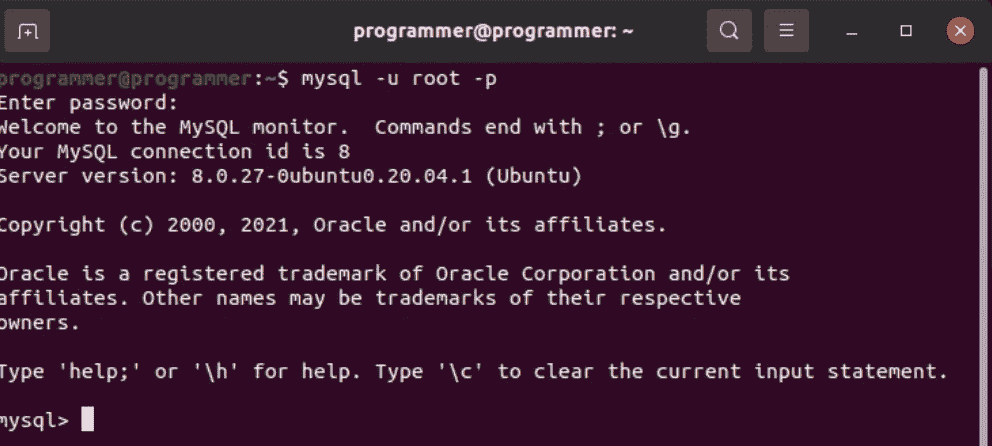 programmer@programmer: ~
programmer@programmer:~$ mysql -u root -p
Enter password:
Welcome to the MySQL monitor.  Commands end with ; or \g.
Your MySQL connection id is 8
Server version: 8.0.27-0ubuntu0.20.04.1 (Ubuntu)
Copyright (c) 2000, 2021, Oracle and/or its affiliates.
Oracle is a registered trademark of Oracle Corporation and/or its
affiliates. Other names may be trademarks of their respective
owners.
Type 'help;' or '\h' for help. Type '\c' to clear the current input statement.
mysql>